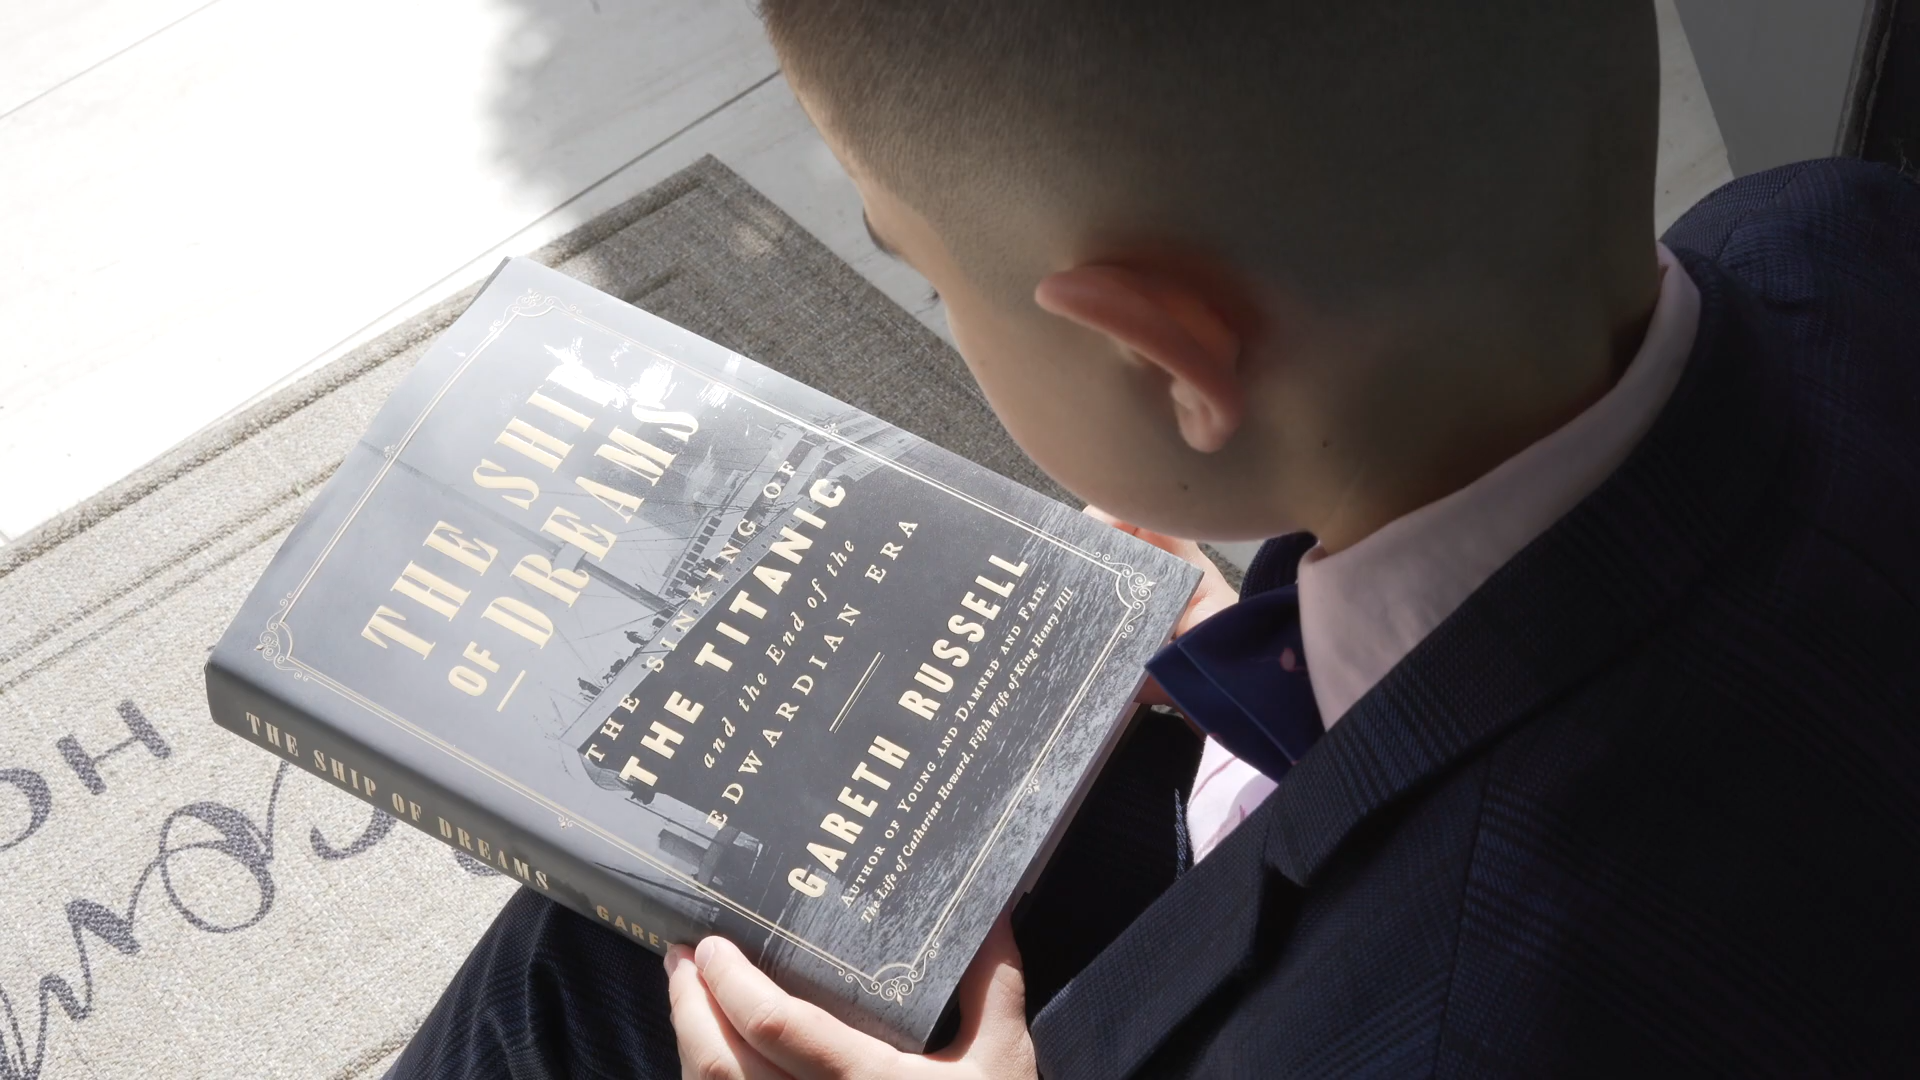 THE SHIP
OF DREAMS
THE SINKING OF
THE TITANIC
and the End of the
EDWARDIAN ERA
GARETH RUSSELL
AUTHOR OF YOUNG AND DAMNED AND FAIR:
The Life of Catherine Howard, Fifth Wife of King Henry VIII
THE SHIP OF DREAMS
GARET